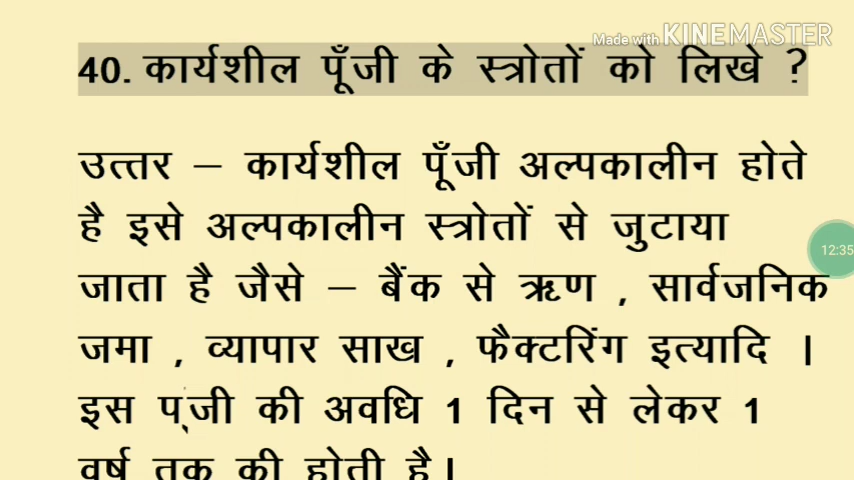 Made with KINEMASTER
40. कार्यशील पूँजी के स्त्रोतों को लिखे ?
उत्तर – कार्यशील पूँजी अल्पकालीन होते
है इसे अल्पकालीन स्त्रोतों से जुटाया
12:35
जाता है जैसे – बैंक से ऋण , सार्वजनिक
जमा , व्यापार साख , फैक्टरिंग इत्यादि ।
इस प्ूजी की अवधि 1 दिन से लेकर 1
वर्ष तक की होती है।